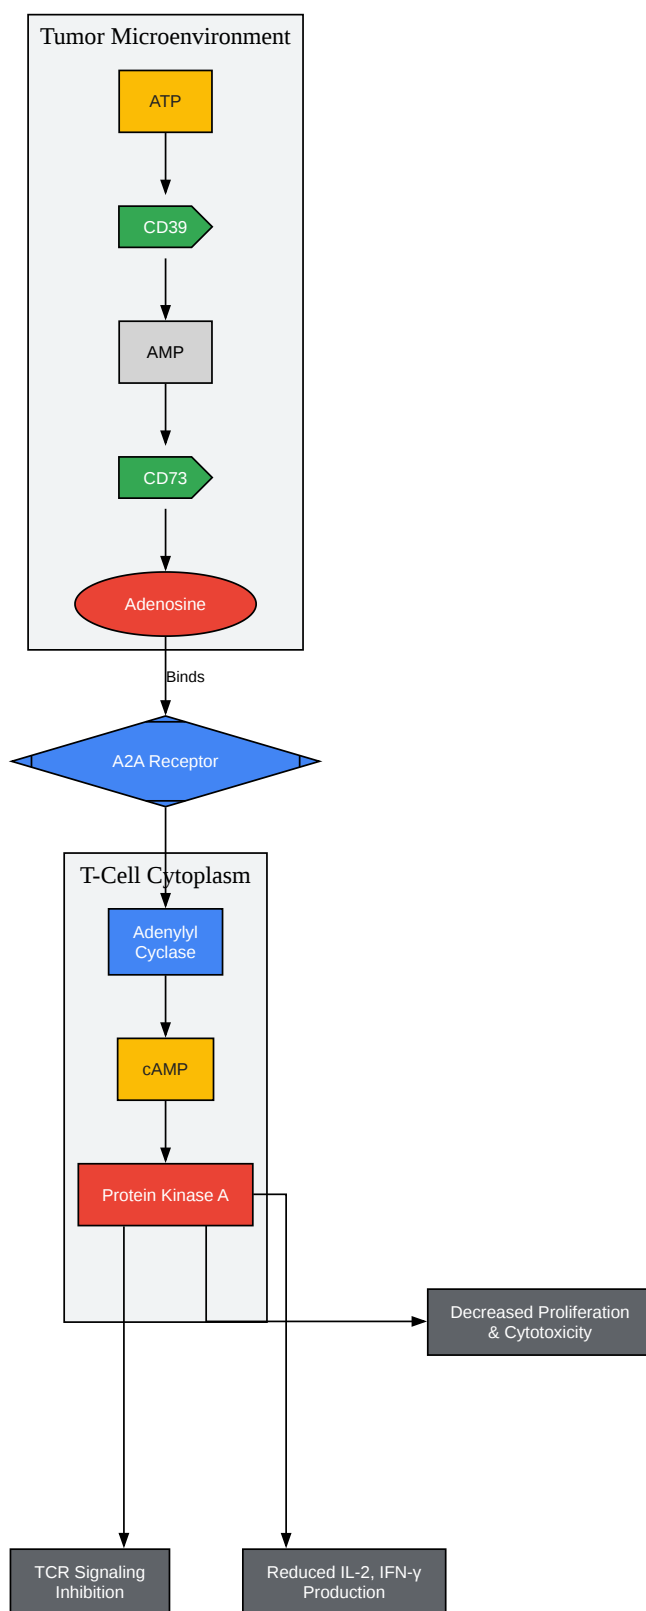 Tumor Microenvironment
ATP
CD39
AMP
CD73
Adenosine
Binds
A2A Receptor
T-Cell Cytoplasm
Adenylyl
Cyclase
cAMP
Protein Kinase A
Decreased Proliferation
& Cytotoxicity
TCR Signaling
Inhibition
Reduced IL-2, IFN-γ
Production